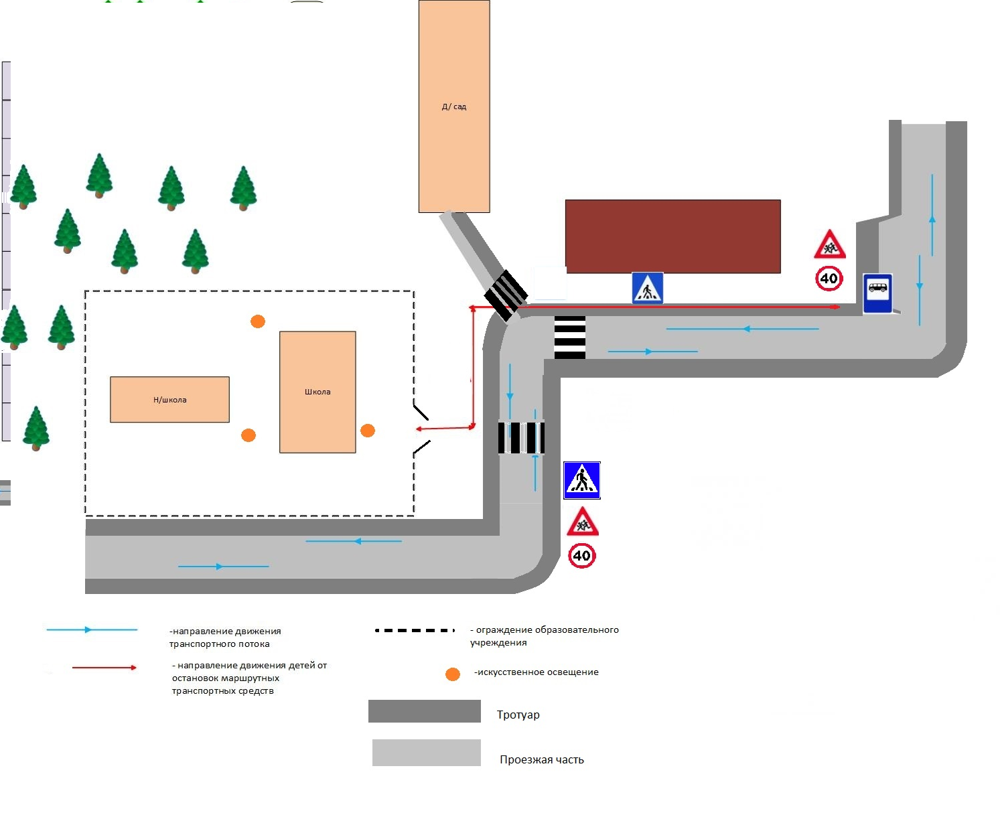 Д/ сад
40
Н/школа
Школа
40
-направление движения
транспортного потока
- направление движения детей от
остановок маршрутных
транспортных средств
- ограждение образовательного
учреждения
-искусственное освещение
Тротуар
Проезжая часть